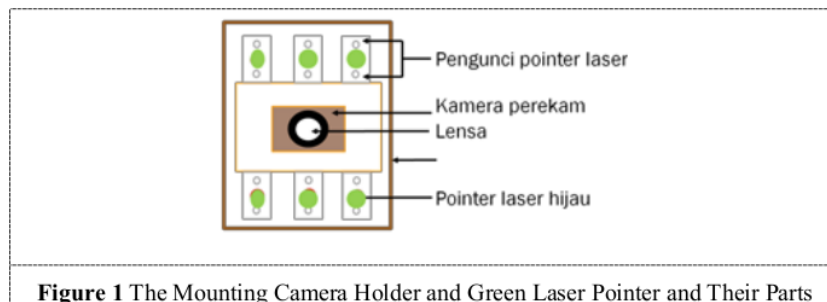 Pengunci pointer laser
Kamera perekam
Lensa
Pointer laser hijau
Figure 1 The Mounting Camera Holder and Green Laser Pointer and Their Parts